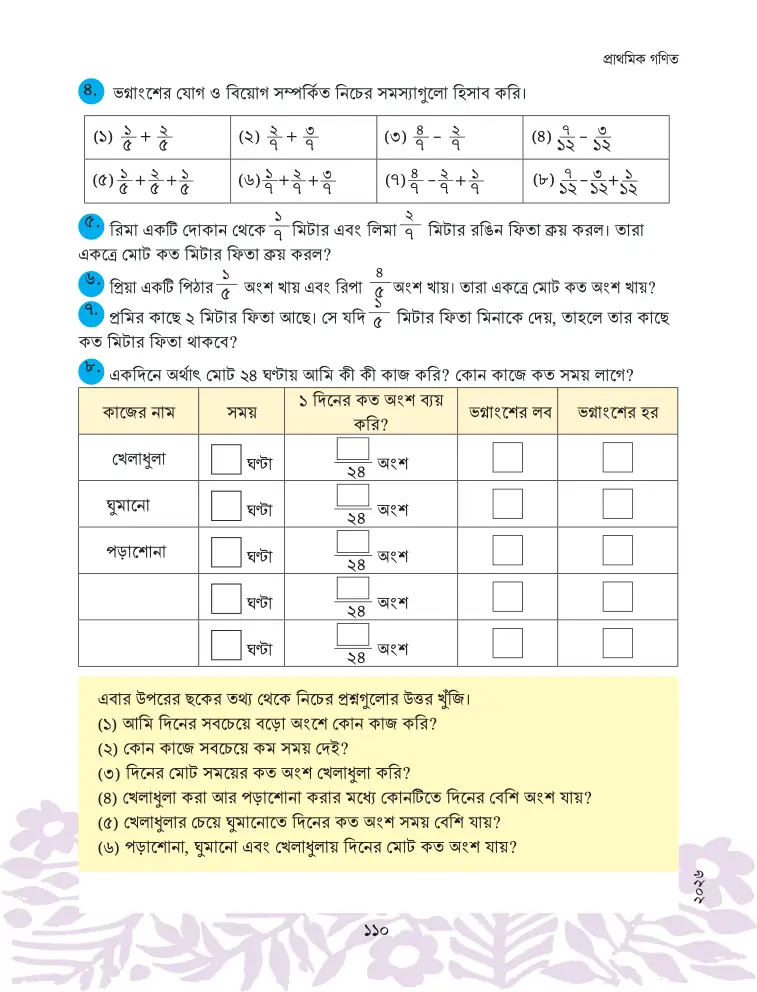 প্রাথমিক গণিত
৪. ভগ্নাংশের যোগ ও বিয়োগ সম্পর্কিত নিচের সমস্যাগুলো হিসাব করি।
(১) ১/৫ + ২/৫ (২) ২/৭ + ৩/৭ (৩) ৪/৭ – ২/৭ (৪) ৭/১২ – ৩/১২
(৫) ১/৫ + ২/৫ + ১/৫ (৬) ১/৭ + ২/৭ + ৩/৭ (৭) ৪/৭ – ২/৭ + ১/৭ (৮) ৭/১২ – ৩/১২ + ১/১২
৫. রিমা একটি দোকান থেকে ১/৭ মিটার এবং লিমা ২/৭ মিটার রঙিন ফিতা ক্রয় করল। তারা
একত্রে মোট কত মিটার ফিতা ক্রয় করল?
৬. প্রিয়া একটি পিঠার ১/৫ অংশ খায় এবং রিপা ৪/৫ অংশ খায়। তারা একত্রে মোট কত অংশ খায়?
৭. প্রমির কাছে ২ মিটার ফিতা আছে। সে যদি ১/৫ মিটার ফিতা মিনাকে দেয়, তাহলে তার কাছে
কত মিটার ফিতা থাকবে?
৮. একদিনে অর্থাৎ মোট ২৪ ঘণ্টায় আমি কী কী কাজ করি? কোন কাজে কত সময় লাগে?
কাজের নাম সময় ১ দিনের কত অংশ ব্যয় করি? ভগ্নাংশের লব ভগ্নাংশের হর
খেলাধুলা ঘণ্টা ২৪ অংশ
ঘুমানো ঘণ্টা ২৪ অংশ
পড়াশোনা ঘণ্টা ২৪ অংশ
ঘণ্টা ২৪ অংশ
ঘণ্টা ২৪ অংশ
এবার উপরের ছকের তথ্য থেকে নিচের প্রশ্নগুলোর উত্তর খুঁজি।
(১) আমি দিনের সবচেয়ে বড়ো অংশে কোন কাজ করি?
(২) কোন কাজে সবচেয়ে কম সময় দেই?
(৩) দিনের মোট সময়ের কত অংশ খেলাধুলা করি?
(৪) খেলাধুলা করা আর পড়াশোনা করার মধ্যে কোনটিতে দিনের বেশি অংশ যায়?
(৫) খেলাধুলার চেয়ে ঘুমানোতে দিনের কত অংশ সময় বেশি যায়?
(৬) পড়াশোনা, ঘুমানো এবং খেলাধুলায় দিনের মোট কত অংশ যায়?
২০২৬
১১০